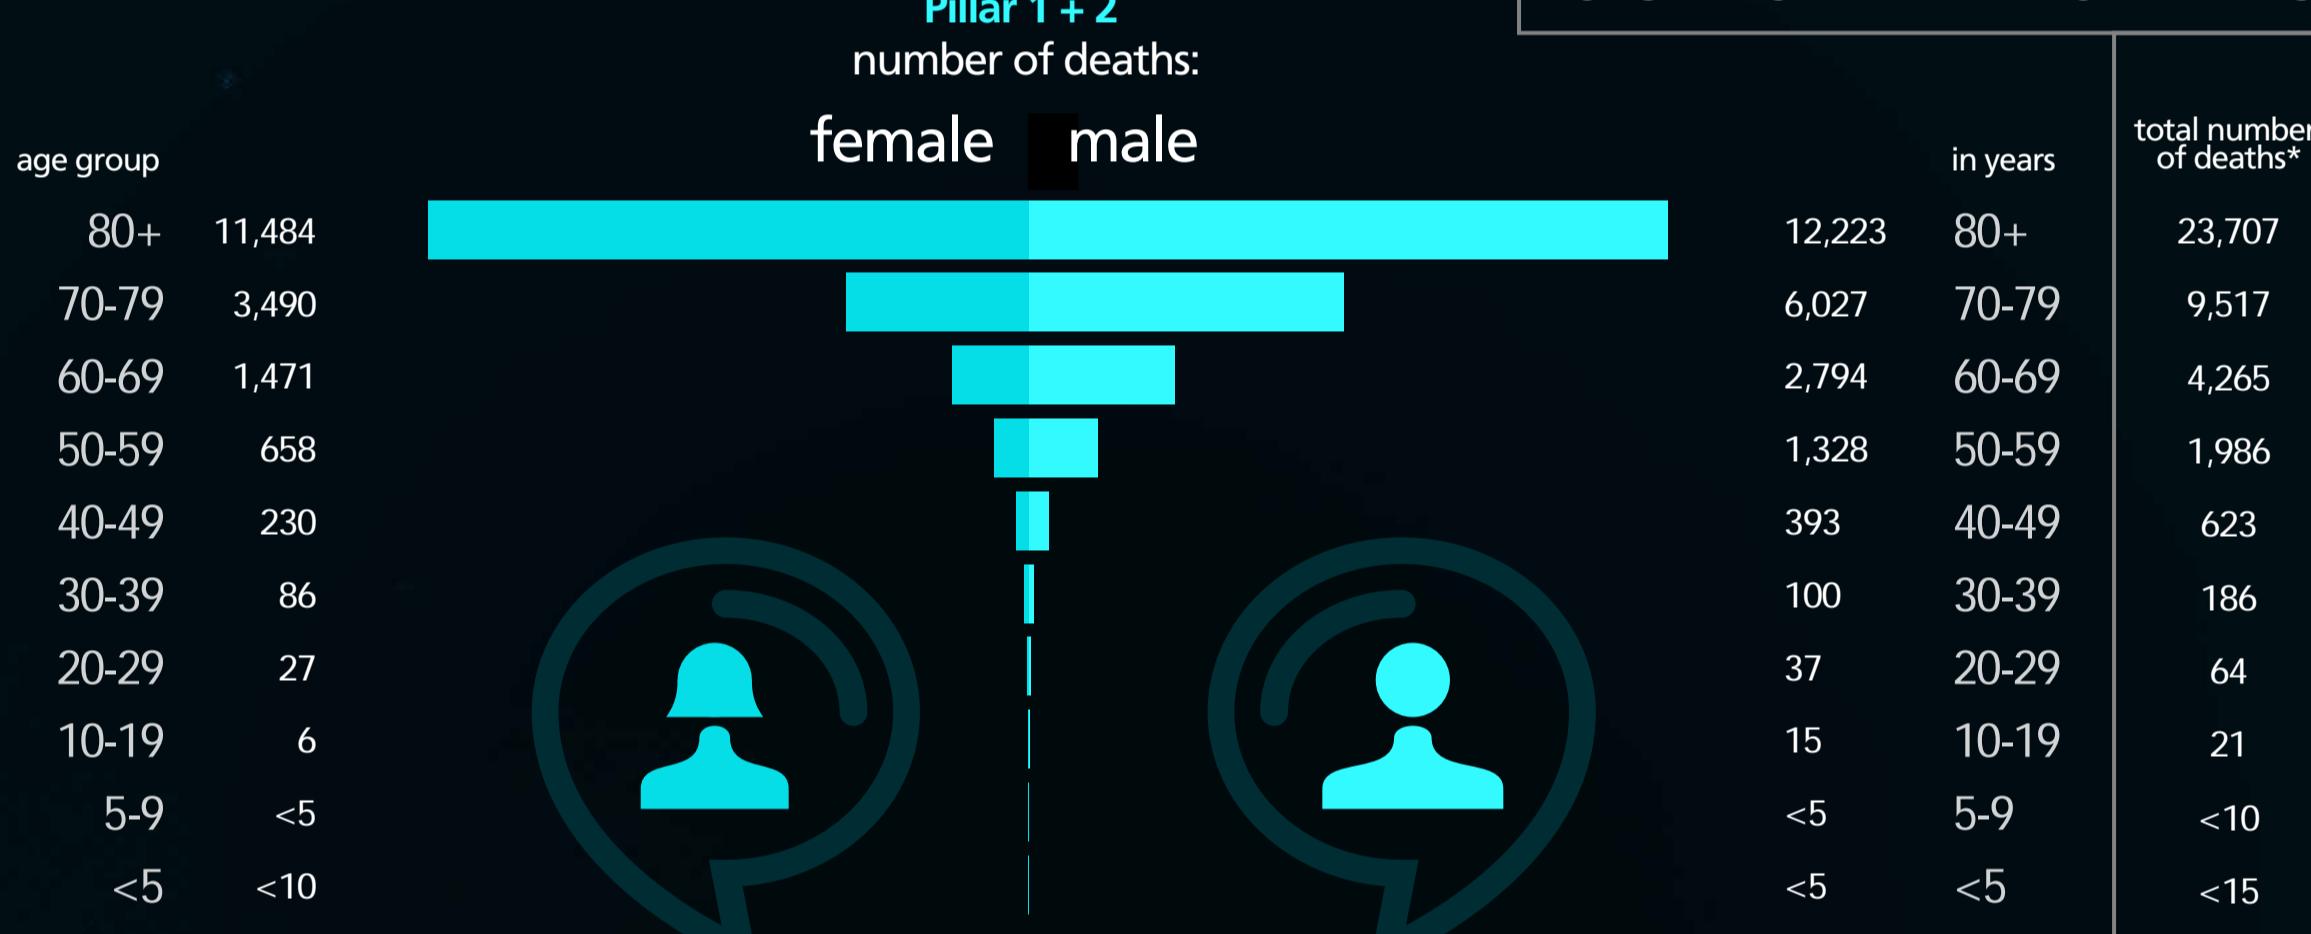 Pillar 1 + 2
number of deaths:
female male
age group in years total number of deaths*
80+ 11,484 12,223 80+ 23,707
70-79 3,490 6,027 70-79 9,517
60-69 1,471 2,794 60-69 4,265
50-59 658 1,328 50-59 1,986
40-49 230 393 40-49 623
30-39 86 100 30-39 186
20-29 27 37 20-29 64
10-19 6 15 10-19 21
5-9 <5 <5 5-9 <10
<5 <10 <5 <5 <15